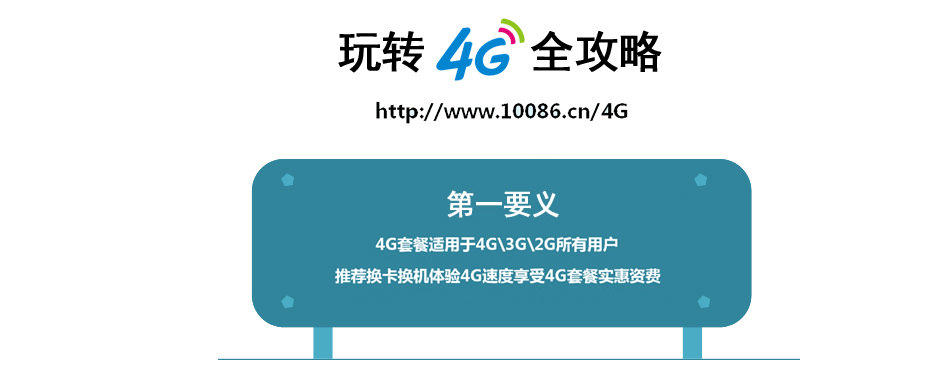 玩转 4G 全攻略
http://www.10086.cn/4G
第一要义
4G套餐适用于4G\3G\2G所有用户
推荐换卡换机体验4G速度享受4G套餐实惠资费